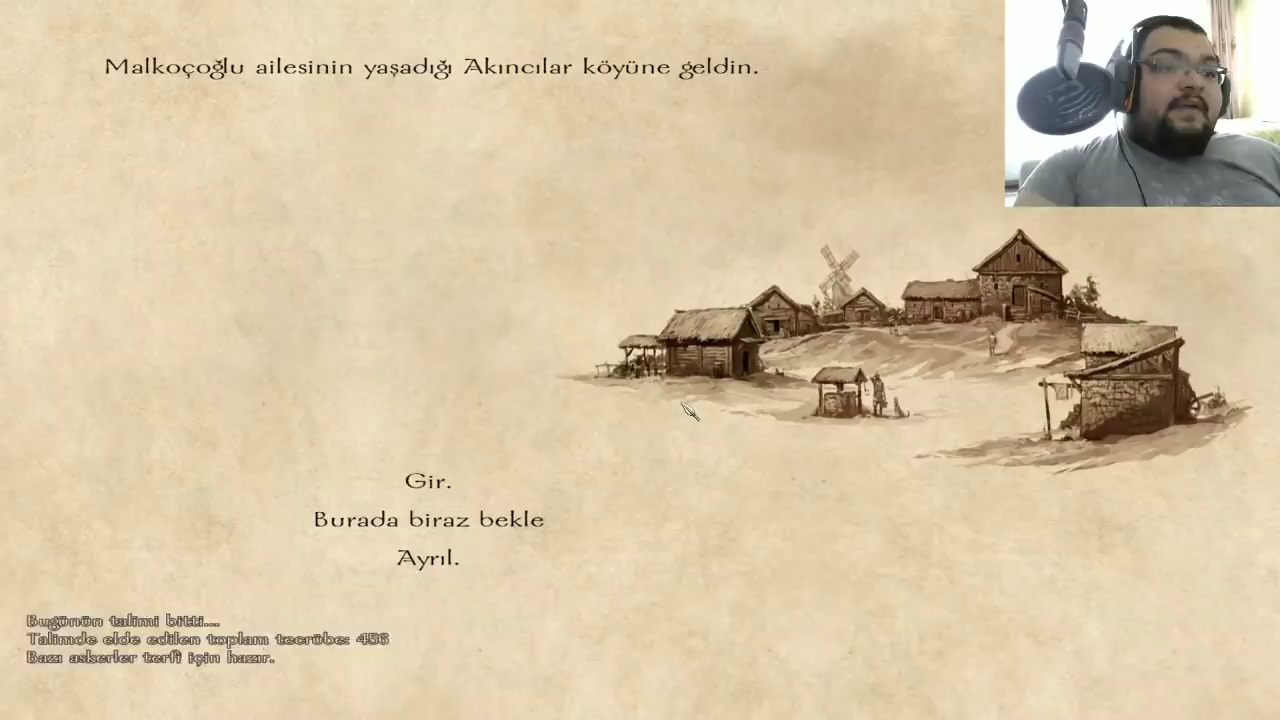 Malkoçoğlu ailesinin yaşadığı Akıncılar köyüne geldin.
Gir.
Burada biraz bekle
Ayrıl.
Bugünün talimi bitti...
Talimde elde edilen toplam tecrübe: 456
Bazı askerler terfi için hazır.